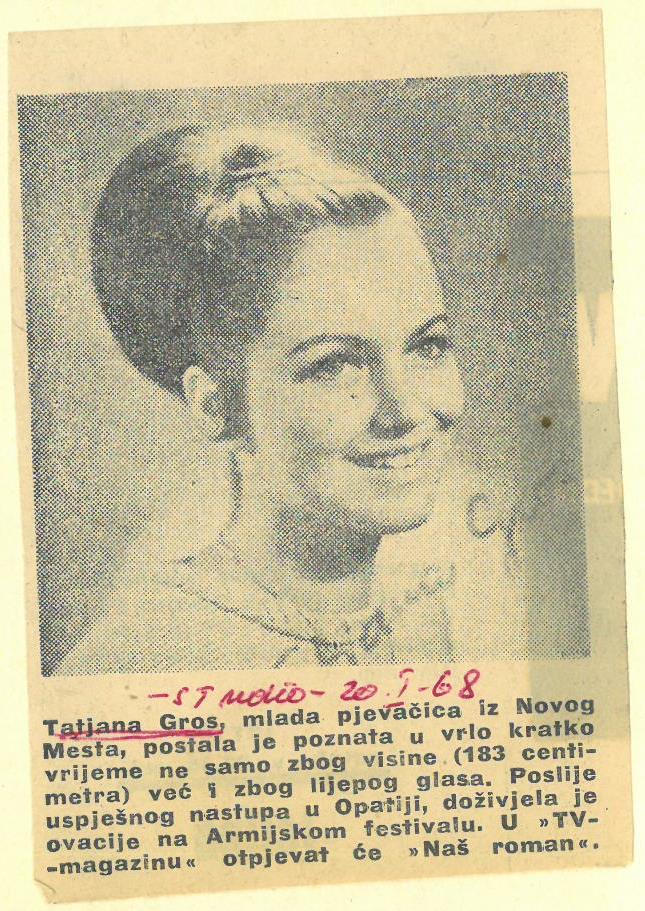 -STudio- 20.I-68
Tatjana Gros, mlada pjevačica iz Novog
Mesta, postala je poznata u vrlo kratko
vrijeme ne samo zbog visine (183 centi-
metra) već i zbog lijepog glasa. Poslije
uspješnog nastupa u Opatiji, doživjela je
ovacije na Armijskom festivalu. U »TV-
-magazinu« otpjevat će »Naš roman«.